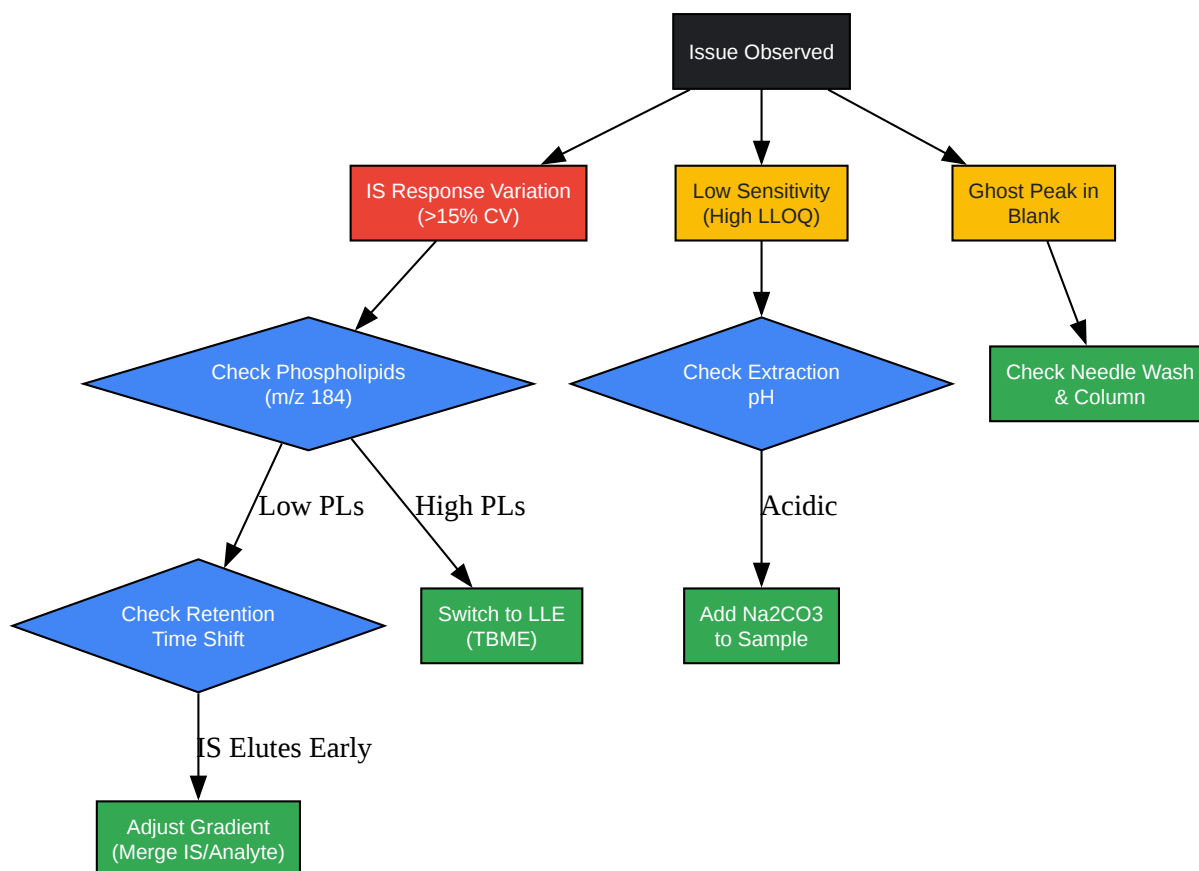 Issue Observed
IS Response Variation
(>15% CV)
Low Sensitivity
(High LLOQ)
Ghost Peak in
Blank
Check Phospholipids
(m/z 184)
Check Extraction
pH
Check Needle Wash
& Column
Low PLs
High PLs
Acidic
Check Retention
Time Shift
Switch to LLE
(TBME)
Add Na2CO3
to Sample
IS Elutes Early
Adjust Gradient
(Merge IS/Analyte)